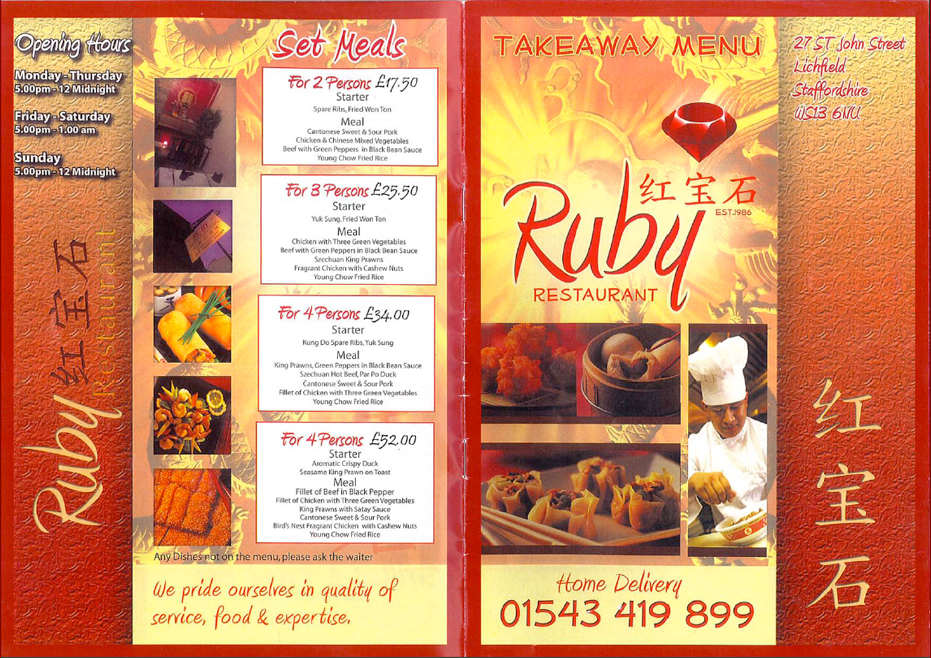 Opening Hours
Monday - Thursday
5.00pm - 12 Midnight
Friday - Saturday
5.00pm - 1.00 am
Sunday
5.00pm - 12 Midnight
Ruby 红宝石
restaurant
Set Meals
For 2 Persons £17.50
Starter
Spare Ribs, Fried Won Ton
Meal
Cantonese Sweet & Sour Pork
Chicken & Chinese Mixed Vegetables
Beef with Green Peppers in Black Bean Sauce
Young Chow Fried Rice
For 3 Persons £25.50
Starter
Yuk Sung, Fried Won Ton
Meal
Chicken with Three Green Vegetables
Beef with Green Peppers in Black Bean Sauce
Szechuan King Prawns
Fragrant Chicken with Cashew Nuts
Young Chow Fried Rice
For 4 Persons £34.00
Starter
Kung Do Spare Ribs, Yuk Sung
Meal
King Prawns, Green Peppers in Black Bean Sauce
Szechuan Hot Beef, Par Po Duck
Cantonese Sweet & Sour Pork
Fillet of Chicken with Three Green Vegetables
Young Chow Fried Rice
For 4 Persons £52.00
Starter
Aromatic Crispy Duck
Seasame King Prawn on Toast
Meal
Fillet of Beef in Black Pepper
Fillet of Chicken with Three Green Vegetables
King Prawns with Satay Sauce
Cantonese Sweet & Sour Pork
Bird's Nest Fragrant Chicken with Cashew Nuts
Young Chow Fried Rice
Any Dishes not on the menu, please ask the waiter
We pride ourselves in quality of
service, food & expertise.
TAKEAWAY MENU
红宝石
EST.1986
Ruby
RESTAURANT
Home Delivery
01543 419 899
27 ST John Street
Lichfield
Staffordshire
WS13 6NU
红
宝
石